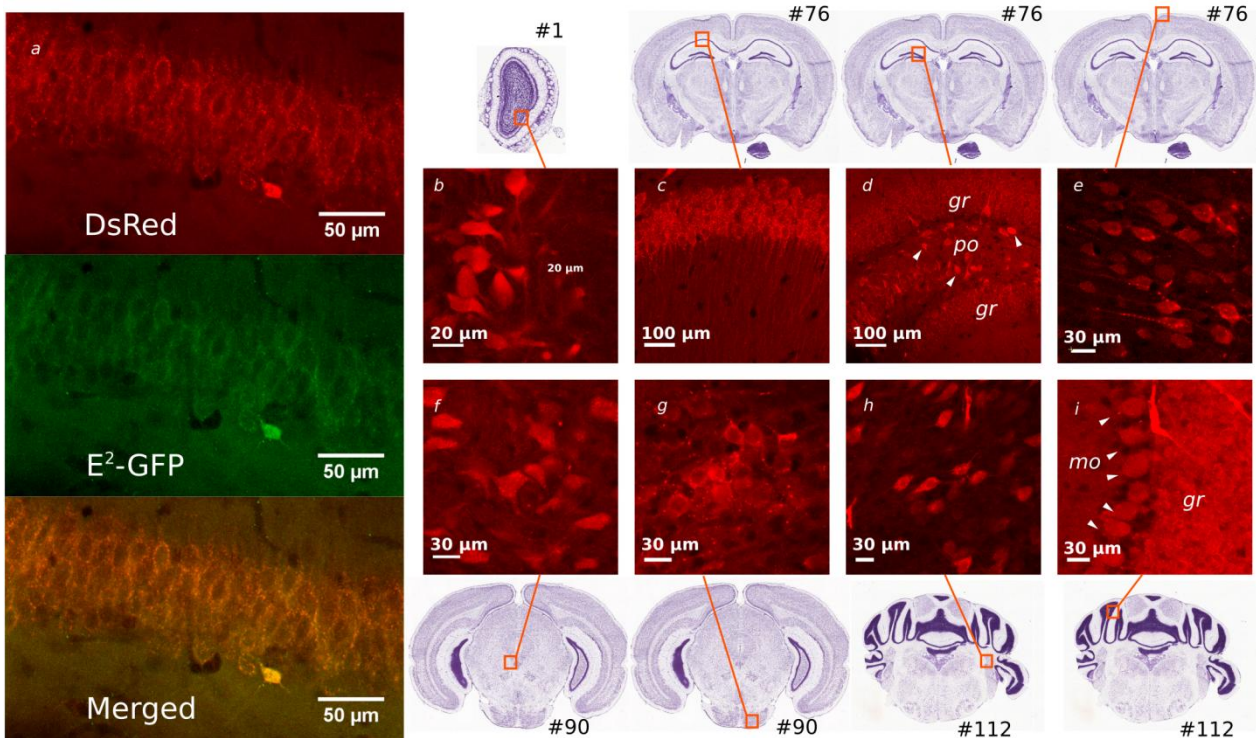 a
DsRed
50 µm
E²-GFP
50 µm
Merged
50 µm
#1
#76
#76
#76
b
20 µm
20 µm
c
100 µm
d
gr
po
gr
100 µm
e
30 µm
f
30 µm
g
30 µm
h
30 µm
i
mo
gr
30 µm
#90
#90
#112
#112